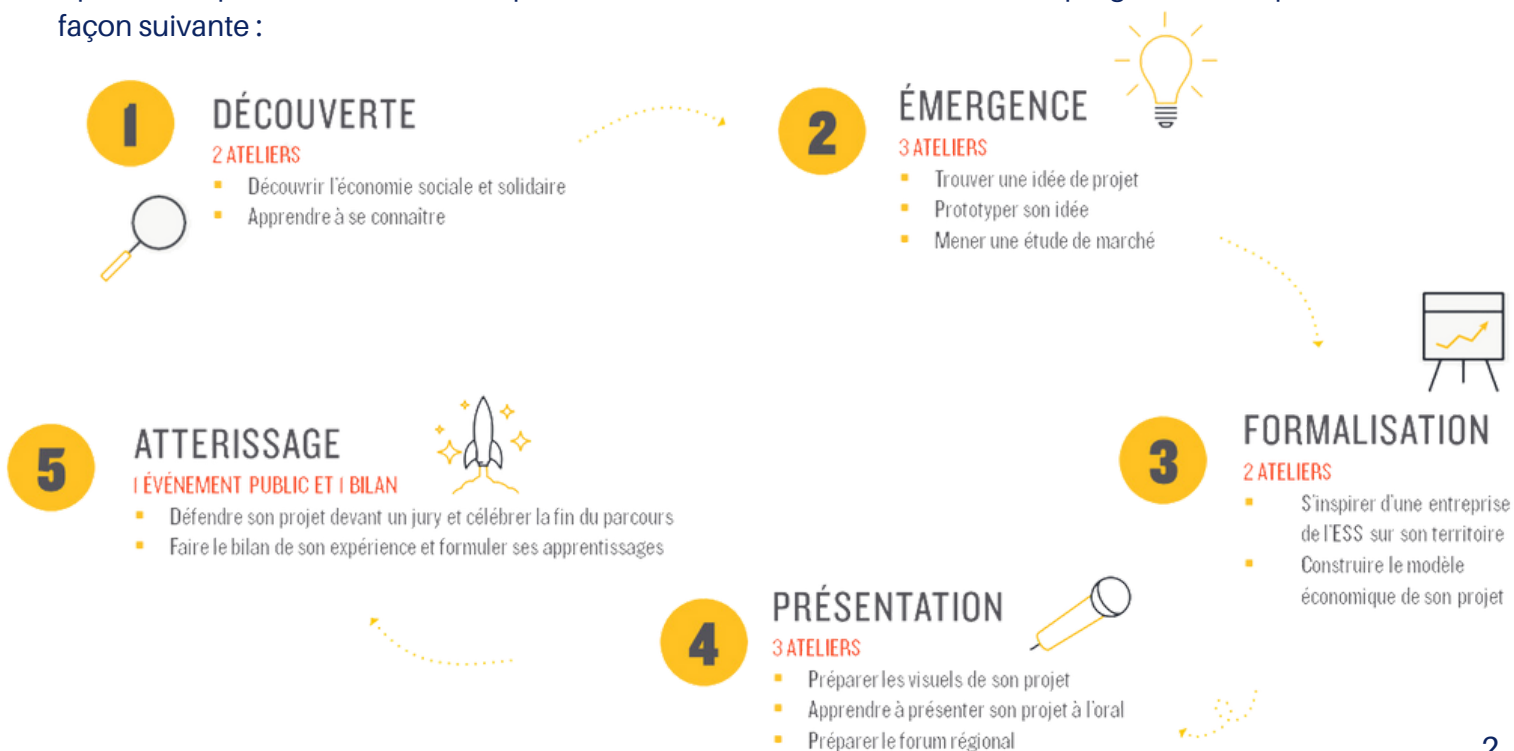 façon suivante :
1
DÉCOUVERTE
2 ATELIERS
▪ Découvrir l'économie sociale et solidaire
▪ Apprendre à se connaître
2
ÉMERGENCE
3 ATELIERS
▪ Trouver une idée de projet
▪ Prototyper son idée
▪ Mener une étude de marché
3
FORMALISATION
2 ATELIERS
▪ S'inspirer d'une entreprise
de l'ESS sur son territoire
▪ Construire le modèle
économique de son projet
4
PRÉSENTATION
3 ATELIERS
▪ Préparer les visuels de son projet
▪ Apprendre à présenter son projet à l'oral
▪ Préparer le forum régional
5
ATTERISSAGE
1 ÉVÉNEMENT PUBLIC ET 1 BILAN
▪ Défendre son projet devant un jury et célébrer la fin du parcours
▪ Faire le bilan de son expérience et formuler ses apprentissages
2